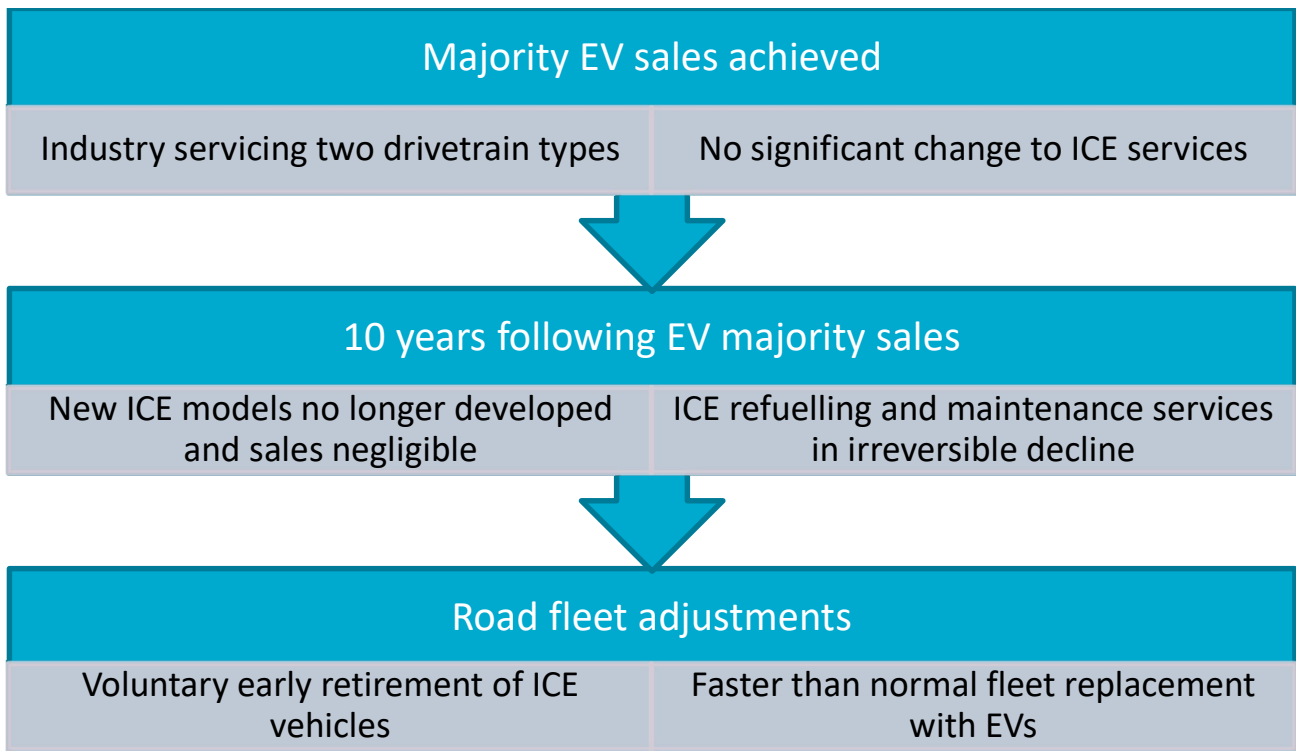 Majority EV sales achieved
Industry servicing two drivetrain types
No significant change to ICE services
10 years following EV majority sales
New ICE models no longer developed
and sales negligible
ICE refuelling and maintenance services
in irreversible decline
Road fleet adjustments
Voluntary early retirement of ICE
vehicles
Faster than normal fleet replacement
with EVs